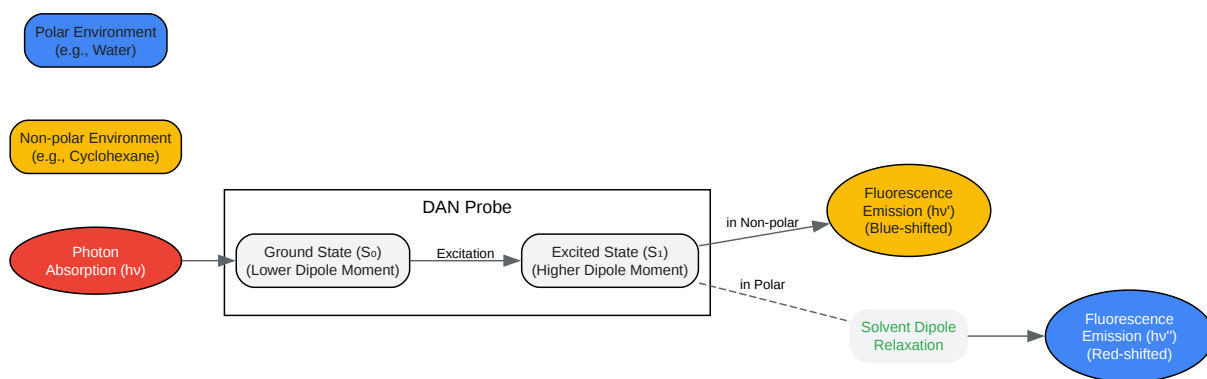 Polar Environment
(e.g., Water)
Non-polar Environment
(e.g., Cyclohexane)
DAN Probe
Photon
Absorption (hν)
Ground State (S₀)
(Lower Dipole Moment)
Excitation
Excited State (S₁)
(Higher Dipole Moment)
in Non-polar
Fluorescence
Emission (hν')
(Blue-shifted)
in Polar
Solvent Dipole
Relaxation
Fluorescence
Emission (hν'')
(Red-shifted)